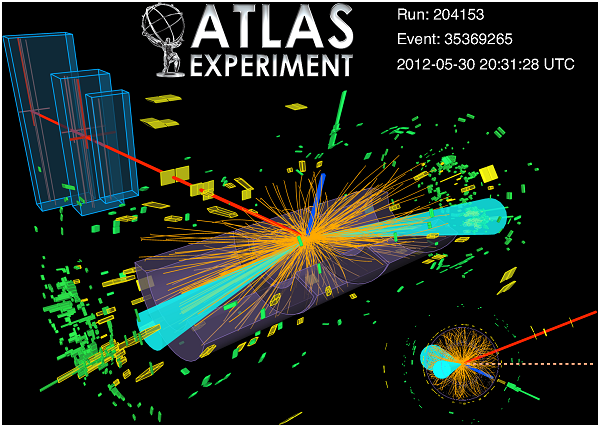 ATLAS
EXPERIMENT
Run: 204153
Event: 35369265
2012-05-30 20:31:28 UTC